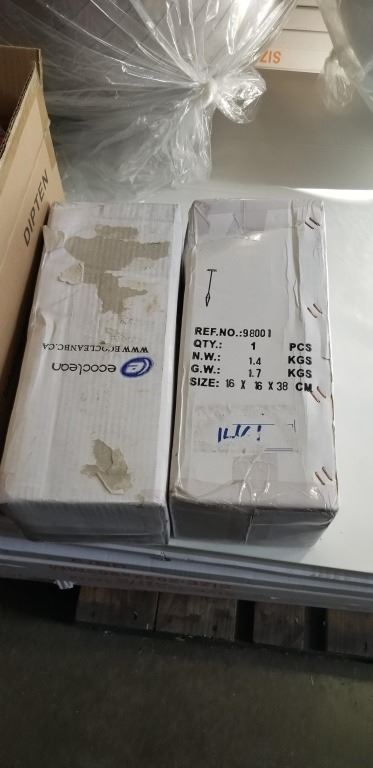 SIZ
DIPTEN
ecoclean
WWW.ECOCLEANBC.CA
REF.NO.:98001
QTY.: 1 PCS
N.W.: 1.4 KGS
G.W.: 1.7 KGS
SIZE: 16 X 16 X 38 CM